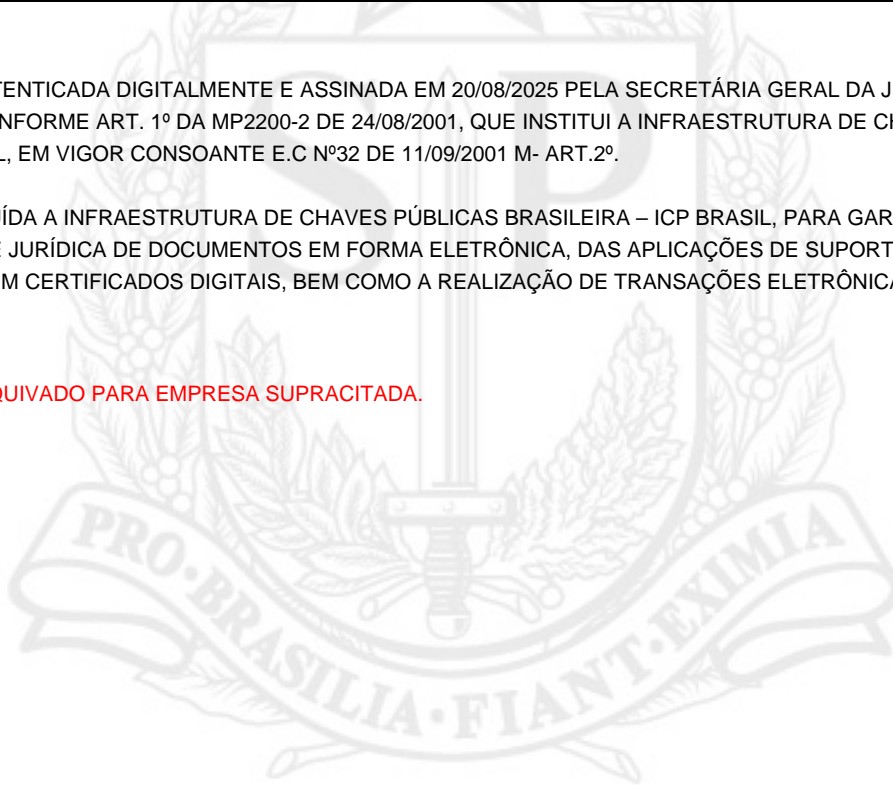 TENTICADA DIGITALMENTE E ASSINADA EM 20/08/2025 PELA SECRETÁRIA GERAL DA J
NFORME ART. 1º DA MP2200-2 DE 24/08/2001, QUE INSTITUI A INFRAESTRUTURA DE CH
L, EM VIGOR CONSOANTE E.C Nº32 DE 11/09/2001 M- ART.2º.
ÍDA A INFRAESTRUTURA DE CHAVES PÚBLICAS BRASILEIRA – ICP BRASIL, PARA GAR
E JURÍDICA DE DOCUMENTOS EM FORMA ELETRÔNICA, DAS APLICAÇÕES DE SUPORT
M CERTIFICADOS DIGITAIS, BEM COMO A REALIZAÇÃO DE TRANSAÇÕES ELETRÔNICA
QUIVADO PARA EMPRESA SUPRACITADA.
SP
PRO·BRASILIA·FIANT·EXIMIA